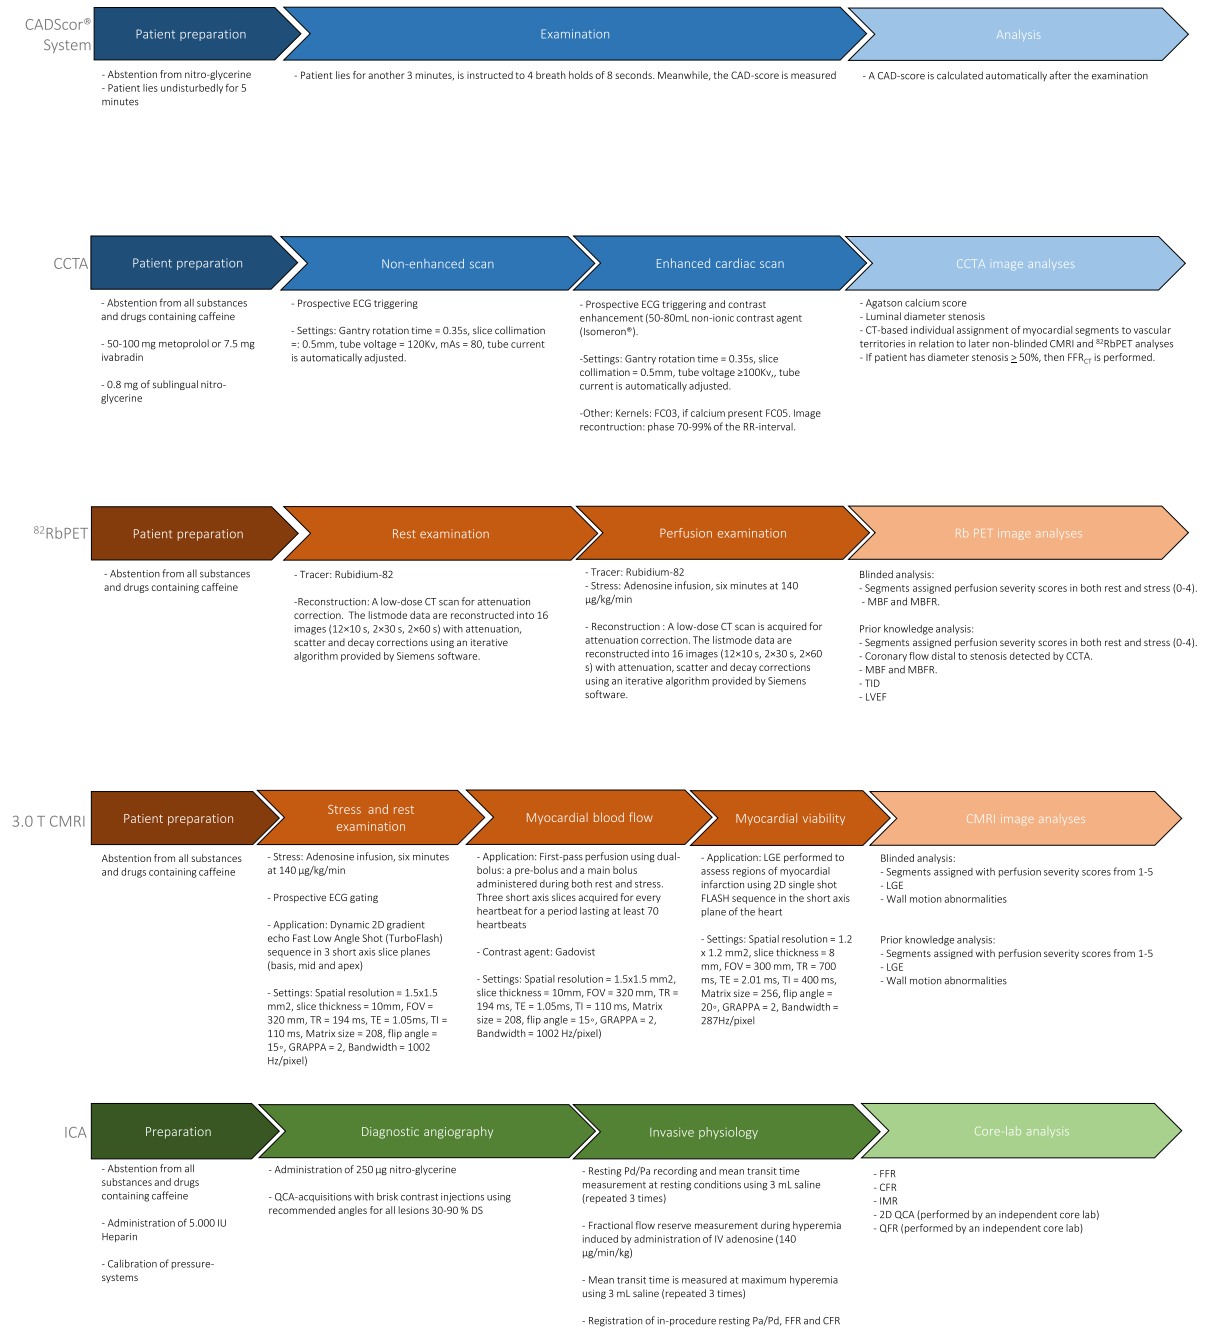 CADScor®
System
Patient preparation
Examination
Analysis
- Abstention from nitro-glycerine
- Patient lies undisturbedly for 5
minutes
- Patient lies for another 3 minutes, is instructed to 4 breath holds of 8 seconds. Meanwhile, the CAD-score is measured
- A CAD-score is calculated automatically after the examination
CCTA
Patient preparation
Non-enhanced scan
Enhanced cardiac scan
CCTA image analyses
- Abstention from all substances
and drugs containing caffeine
- 50-100 mg metoprolol or 7.5 mg
ivabradin
- 0.8 mg of sublingual nitro-
glycerine
- Prospective ECG triggering
- Settings: Gantry rotation time = 0.35s, slice collimation
=: 0.5mm, tube voltage = 120Kv, mAs = 80, tube current
is automatically adjusted.
- Prospective ECG triggering and contrast
enhancement (50-80mL non-ionic contrast agent
(Isomeron®).
-Settings: Gantry rotation time = 0.35s, slice
collimation = 0.5mm, tube voltage ≥100Kv,, tube
current is automatically adjusted.
-Other: Kernels: FC03, if calcium present FC05. Image
recontruction: phase 70-99% of the RR-interval.
- Agatson calcium score
- Luminal diameter stenosis
- CT-based individual assignment of myocardial segments to vascular
territories in relation to later non-blinded CMRI and ⁸²RbPET analyses
- If patient has diameter stenosis ≥ 50%, then FFR_CT is performed.
⁸²RbPET
Patient preparation
Rest examination
Perfusion examination
Rb PET image analyses
- Abstention from all substances
and drugs containing caffeine
- Tracer: Rubidium-82
-Reconstruction: A low-dose CT scan for attenuation
correction. The listmode data are reconstructed into 16
images (12×10 s, 2×30 s, 2×60 s) with attenuation,
scatter and decay corrections using an iterative
algorithm provided by Siemens software.
- Tracer: Rubidium-82
- Stress: Adenosine infusion, six minutes at 140
µg/kg/min
- Reconstruction : A low-dose CT scan is acquired for
attenuation correction. The listmode data are
reconstructed into 16 images (12×10 s, 2×30 s, 2×60
s) with attenuation, scatter and decay corrections
using an iterative algorithm provided by Siemens
software.
Blinded analysis:
- Segments assigned perfusion severity scores in both rest and stress (0-4).
- MBF and MBFR.
Prior knowledge analysis:
- Segments assigned perfusion severity scores in both rest and stress (0-4).
- Coronary flow distal to stenosis detected by CCTA.
- MBF and MBFR.
- TID
- LVEF
3.0 T CMRI
Patient preparation
Stress and rest
examination
Myocardial blood flow
Myocardial viability
CMRI image analyses
Abstention from all substances
and drugs containing caffeine
- Stress: Adenosine infusion, six minutes
at 140 µg/kg/min
- Prospective ECG gating
- Application: Dynamic 2D gradient
echo Fast Low Angle Shot (TurboFlash)
sequence in 3 short axis slice planes
(basis, mid and apex)
- Settings: Spatial resolution = 1.5x1.5
mm2, slice thickness = 10mm, FOV =
320 mm, TR = 194 ms, TE = 1.05ms, TI =
110 ms, Matrix size = 208, flip angle =
15∘, GRAPPA = 2, Bandwidth = 1002
Hz/pixel)
- Application: First-pass perfusion using dual-
bolus: a pre-bolus and a main bolus
administered during both rest and stress.
Three short axis slices acquired for every
heartbeat for a period lasting at least 70
heartbeats
- Contrast agent: Gadovist
- Settings: Spatial resolution = 1.5x1.5 mm2,
slice thickness = 10mm, FOV = 320 mm, TR =
194 ms, TE = 1.05ms, TI = 110 ms, Matrix
size = 208, flip angle = 15∘, GRAPPA = 2,
Bandwidth = 1002 Hz/pixel)
- Application: LGE performed to
assess regions of myocardial
infarction using 2D single shot
FLASH sequence in the short axis
plane of the heart
- Settings: Spatial resolution = 1.2
x 1.2 mm2, slice thickness = 8
mm, FOV = 300 mm, TR = 700
ms, TE = 2.01 ms, TI = 400 ms,
Matrix size = 256, flip angle =
20∘, GRAPPA = 2, Bandwidth =
287Hz/pixel
Blinded analysis:
- Segments assigned with perfusion severity scores from 1-5
- LGE
- Wall motion abnormalities
Prior knowledge analysis:
- Segments assigned with perfusion severity scores from 1-5
- LGE
- Wall motion abnormalities
ICA
Preparation
Diagnostic angiography
Invasive physiology
Core-lab analysis
- Abstention from all
substances and drugs
containing caffeine
- Administration of 5.000 IU
Heparin
- Calibration of pressure-
systems
- Administration of 250 µg nitro-glycerine
- QCA-acquisitions with brisk contrast injections using
recommended angles for all lesions 30-90 % DS
- Resting Pd/Pa recording and mean transit time
measurement at resting conditions using 3 mL saline
(repeated 3 times)
- Fractional flow reserve measurement during hyperemia
induced by administration of IV adenosine (140
µg/min/kg)
- Mean transit time is measured at maximum hyperemia
using 3 mL saline (repeated 3 times)
- Registration of in-procedure resting Pa/Pd, FFR and CFR
- FFR
- CFR
- IMR
- 2D QCA (performed by an independent core lab)
- QFR (performed by an independent core lab)